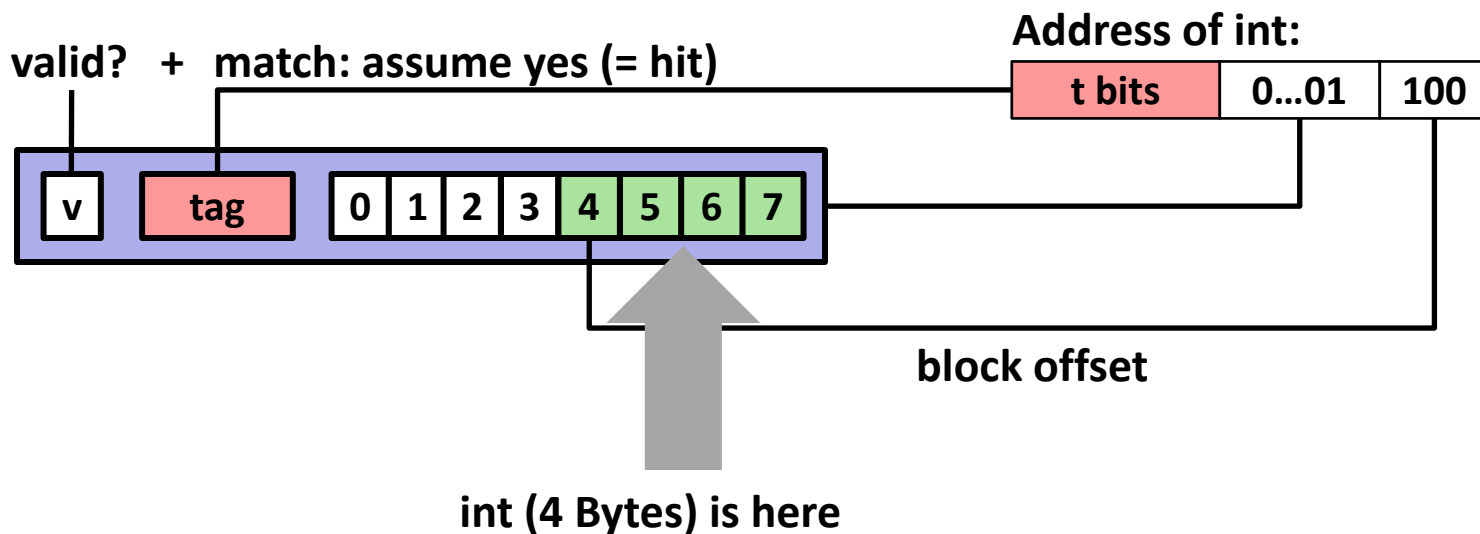 Address of int:
valid? + match: assume yes (= hit)
t bits 0...01 100
v tag 0 1 2 3 4 5 6 7
block offset
int (4 Bytes) is here